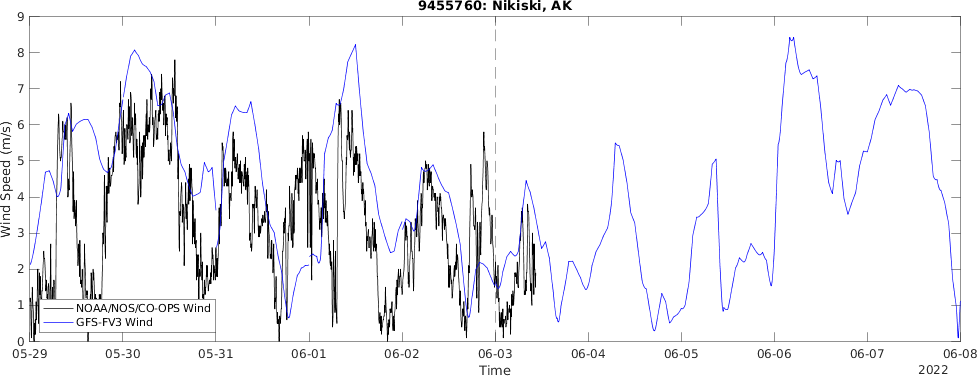 9455760: Nikiski, AK
Wind Speed (m/s)
9
8
7
6
5
4
3
2
1
0
NOAA/NOS/CO-OPS Wind
GFS-FV3 Wind
05-29 05-30 05-31 06-01 06-02 06-03 06-04 06-05 06-06 06-07 06-08
Time
2022